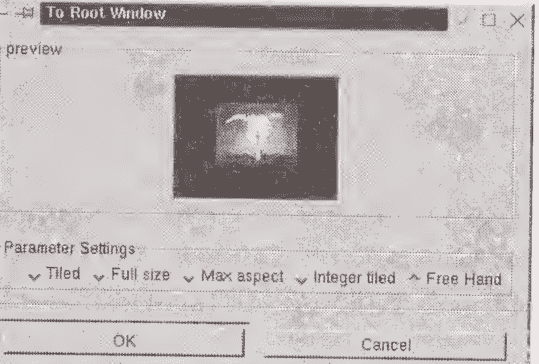 To Root Window
preview
Parameter Settings
Tiled Full size Max aspect Integer tiled Free Hand
OK Cancel